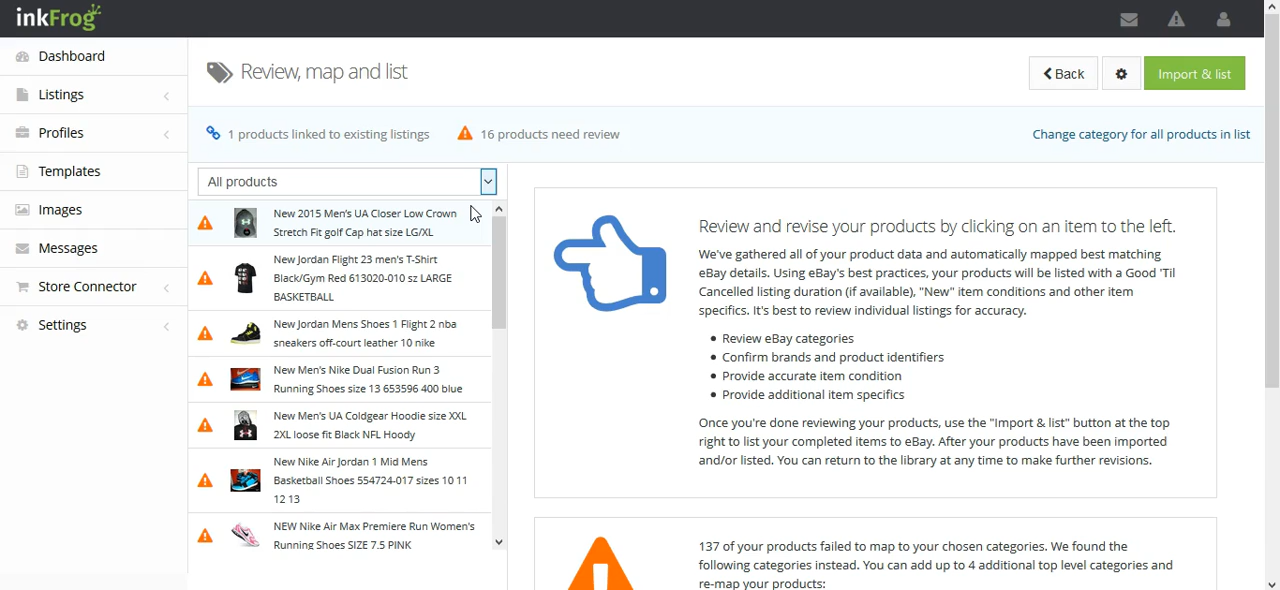 inkFrog
Dashboard
Listings
Profiles
Templates
Images
Messages
Store Connector
Settings
Review, map and list
Back
Import & list
1 products linked to existing listings
16 products need review
Change category for all products in list
All products
New 2015 Men's UA Closer Low Crown
Stretch Fit golf Cap hat size LG/XL
New Jordan Flight 23 men's T-Shirt
Black/Gym Red 613020-010 sz LARGE
BASKETBALL
New Jordan Mens Shoes 1 Flight 2 nba
sneakers off-court leather 10 nike
New Men's Nike Dual Fusion Run 3
Running Shoes size 13 653596 400 blue
New Men's UA Coldgear Hoodie size XXL
2XL loose fit Black NFL Hoody
New Nike Air Jordan 1 Mid Mens
Basketball Shoes 554724-017 sizes 10 11
12 13
NEW Nike Air Max Premiere Run Women's
Running Shoes SIZE 7.5 PINK
Review and revise your products by clicking on an item to the left.
We've gathered all of your product data and automatically mapped best matching
eBay details. Using eBay's best practices, your products will be listed with a Good 'Til
Cancelled listing duration (if available), "New" item conditions and other item
specifics. It's best to review individual listings for accuracy.
Review eBay categories
Confirm brands and product identifiers
Provide accurate item condition
Provide additional item specifics
Once you're done reviewing your products, use the "Import & list" button at the top
right to list your completed items to eBay. After your products have been imported
and/or listed. You can return to the library at any time to make further revisions.
137 of your products failed to map to your chosen categories. We found the
following categories instead. You can add up to 4 additional top level categories and
re-map your products: